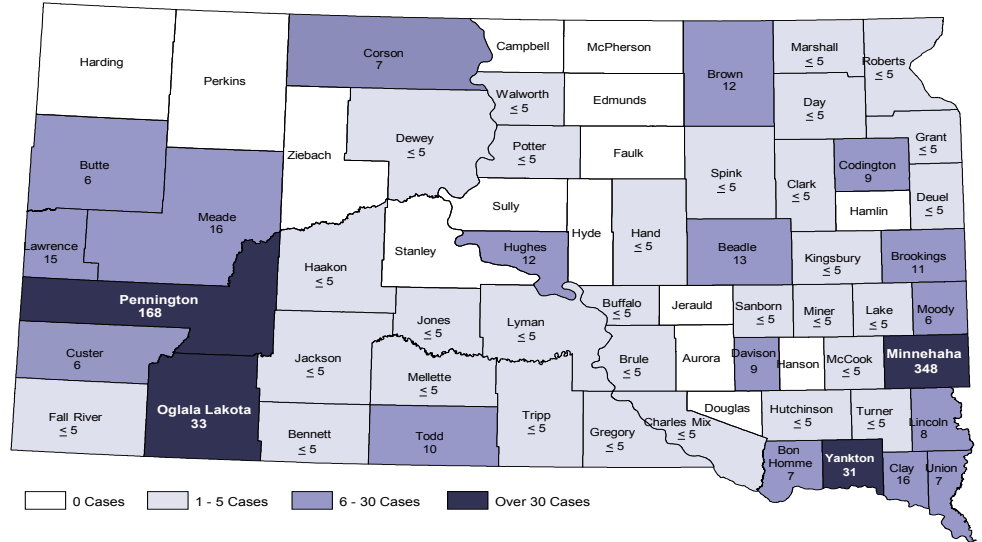 Harding
Perkins
Corson
7
Campbell
McPherson
Brown
12
Marshall
≤ 5
Roberts
≤ 5
Walworth
≤ 5
Edmunds
Day
≤ 5
Butte
6
Ziebach
Dewey
≤ 5
Potter
≤ 5
Faulk
Spink
≤ 5
Clark
≤ 5
Codington
9
Grant
≤ 5
Deuel
≤ 5
Hamlin
Meade
16
Lawrence
15
Sully
Stanley
Hughes
12
Hyde
Hand
≤ 5
Beadle
13
Kingsbury
≤ 5
Brookings
11
Haakon
≤ 5
Pennington
168
Jones
≤ 5
Lyman
≤ 5
Buffalo
≤ 5
Jerauld
Sanborn
≤ 5
Miner
≤ 5
Lake
≤ 5
Moody
6
Custer
6
Jackson
≤ 5
Mellette
≤ 5
Brule
≤ 5
Aurora
Davison
9
Hanson
McCook
≤ 5
Minnehaha
348
Fall River
≤ 5
Oglala Lakota
33
Bennett
≤ 5
Todd
10
Tripp
≤ 5
Gregory
≤ 5
Charles Mix
≤ 5
Douglas
Hutchinson
≤ 5
Turner
≤ 5
Lincoln
8
Bon
Homme
7
Yankton
31
Clay
16
Union
7
0 Cases
1 - 5 Cases
6 - 30 Cases
Over 30 Cases